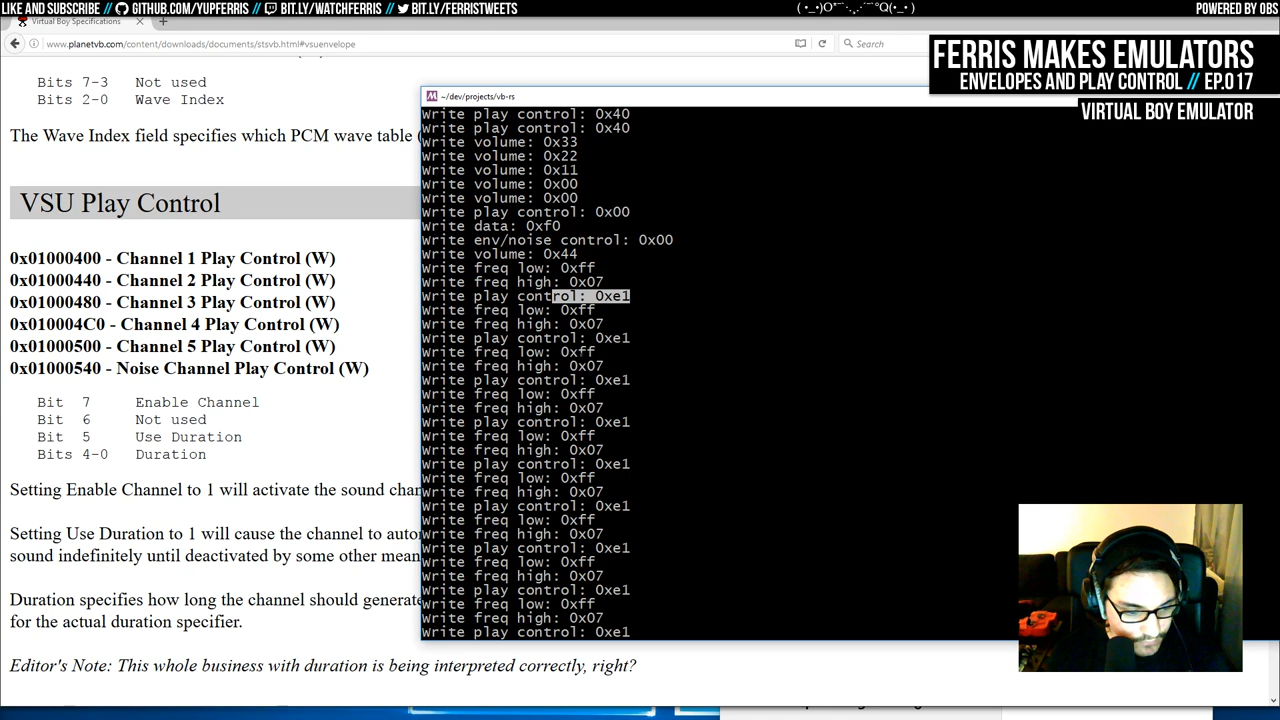 LIKE AND SUBSCRIBE // GITHUB.COM/YUPFERRIS // BIT.LY/WATCHFERRIS // BIT.LY/FERRISTWEETS
POWERED BY OBS
Virtual Boy Specifications
www.planetvb.com/content/downloads/documents/stsvb.html#vsuenvelope
Search
FERRIS MAKES EMULATORS
ENVELOPES AND PLAY CONTROL // EP.017
VIRTUAL BOY EMULATOR
Bits 7-3 Not used
Bits 2-0 Wave Index
The Wave Index field specifies which PCM wave table (
VSU Play Control
0x01000400 - Channel 1 Play Control (W)
0x01000440 - Channel 2 Play Control (W)
0x01000480 - Channel 3 Play Control (W)
0x010004C0 - Channel 4 Play Control (W)
0x01000500 - Channel 5 Play Control (W)
0x01000540 - Noise Channel Play Control (W)
Bit 7 Enable Channel
Bit 6 Not used
Bit 5 Use Duration
Bits 4-0 Duration
Setting Enable Channel to 1 will activate the sound chan
Setting Use Duration to 1 will cause the channel to auto
sound indefinitely until deactivated by some other mean
Duration specifies how long the channel should generate
for the actual duration specifier.
Editor's Note: This whole business with duration is being interpreted correctly, right?
~/dev/projects/vb-rs
Write play control: 0x40
Write play control: 0x40
Write volume: 0x33
Write volume: 0x22
Write volume: 0x11
Write volume: 0x00
Write volume: 0x00
Write play control: 0x00
Write data: 0xf0
Write env/noise control: 0x00
Write volume: 0x44
Write freq low: 0xff
Write freq high: 0x07
Write play control: 0xe1
Write freq low: 0xff
Write freq high: 0x07
Write play control: 0xe1
Write freq low: 0xff
Write freq high: 0x07
Write play control: 0xe1
Write freq low: 0xff
Write freq high: 0x07
Write play control: 0xe1
Write freq low: 0xff
Write freq high: 0x07
Write play control: 0xe1
Write freq low: 0xff
Write freq high: 0x07
Write play control: 0xe1
Write freq low: 0xff
Write freq high: 0x07
Write play control: 0xe1
Write freq low: 0xff
Write freq high: 0x07
Write play control: 0xe1
Write freq low: 0xff
Write freq high: 0x07
Write play control: 0xe1